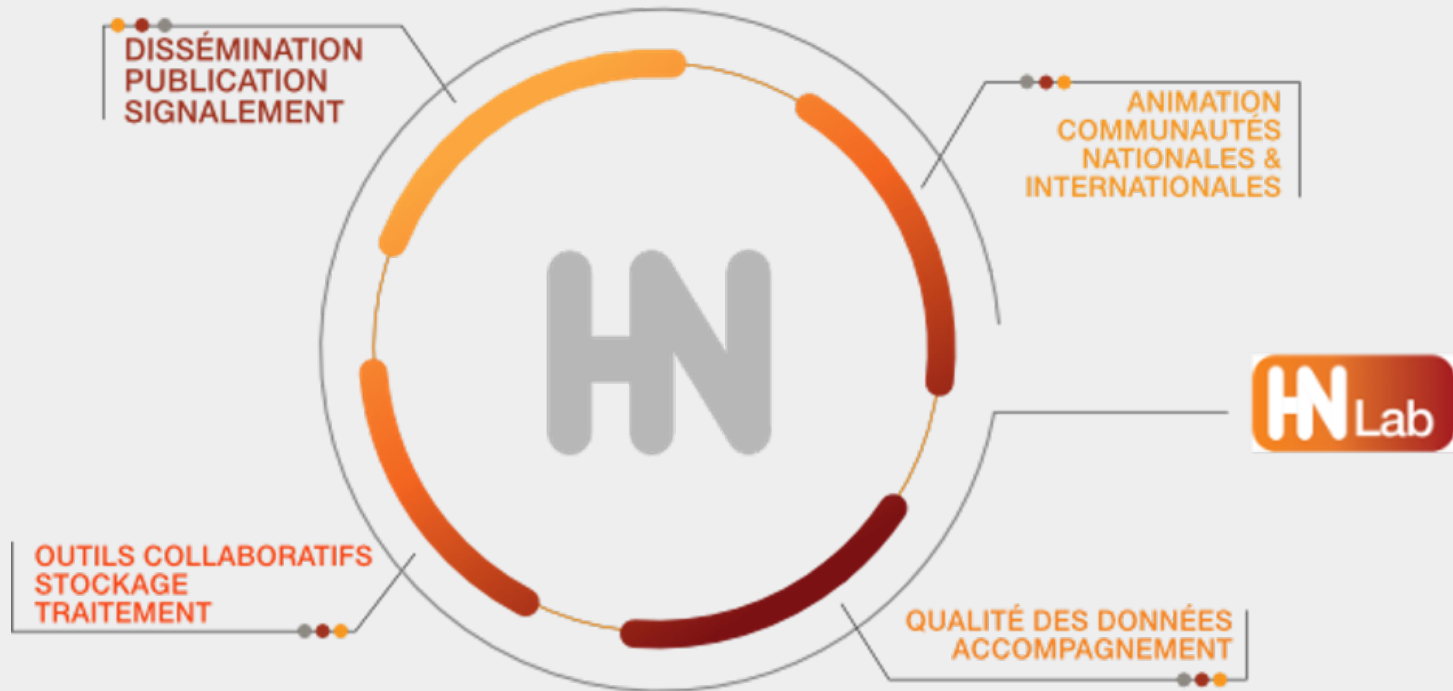 DISSÉMINATION
PUBLICATION
SIGNALEMENT
ANIMATION
COMMUNAUTÉS
NATIONALES &
INTERNATIONALES
HN
HN Lab
OUTILS COLLABORATIFS
STOCKAGE
TRAITEMENT
QUALITÉ DES DONNÉES
ACCOMPAGNEMENT